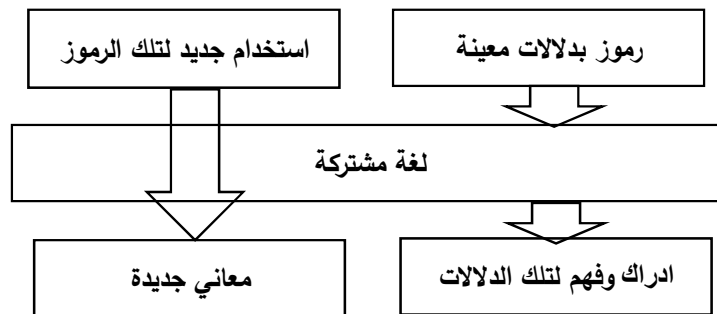 رموز بدلالات معينة
استخدام جديد لتلك الرموز
لغة مشتركة
ادراك وفهم لتلك الدلالات
معاني جديدة